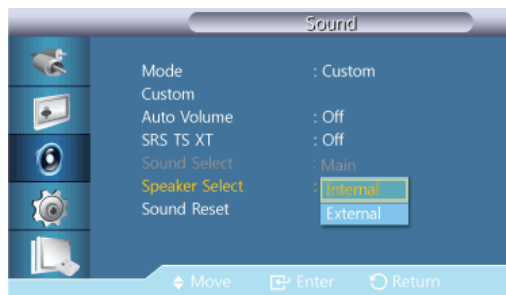 Sound
Mode : Custom
Custom
Auto Volume : Off
SRS TS XT : Off
Sound Select : Main
Speaker Select : Internal
External
Sound Reset
Move Enter Return